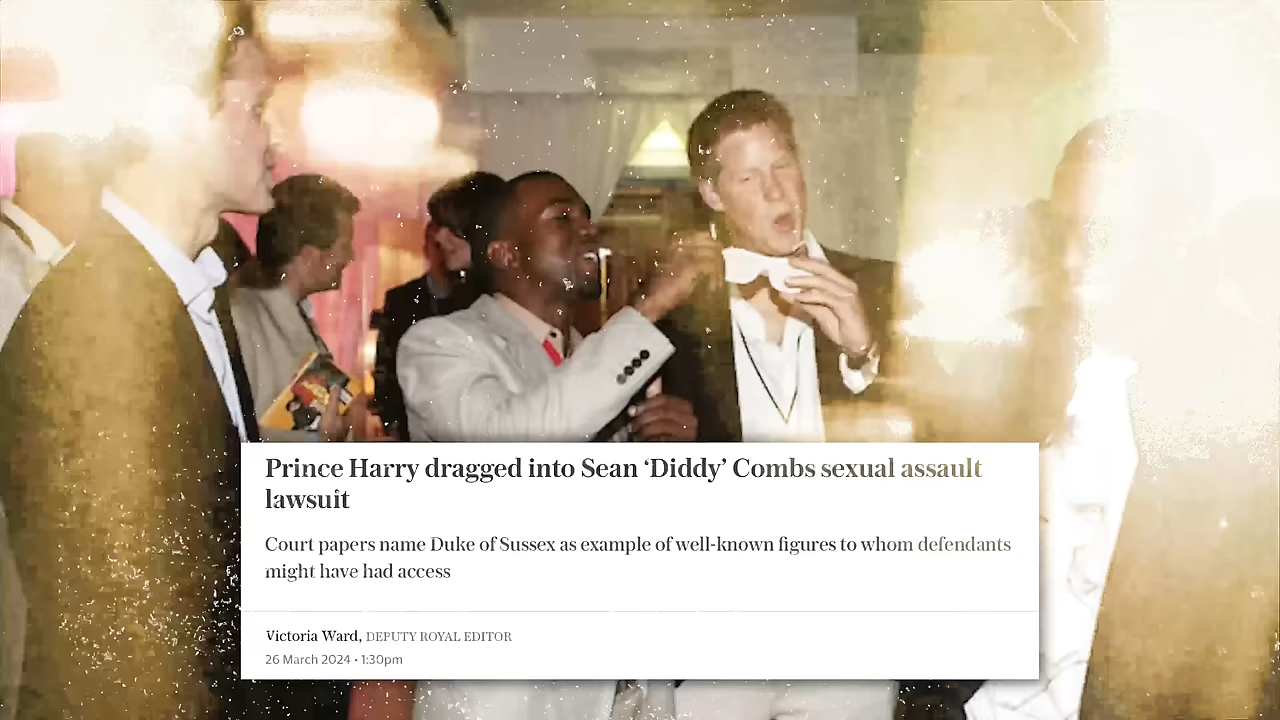 Prince Harry dragged into Sean ‘Diddy’ Combs sexual assault
lawsuit
Court papers name Duke of Sussex as example of well-known figures to whom defendants
might have had access
Victoria Ward, DEPUTY ROYAL EDITOR
26 March 2024 • 1:30pm